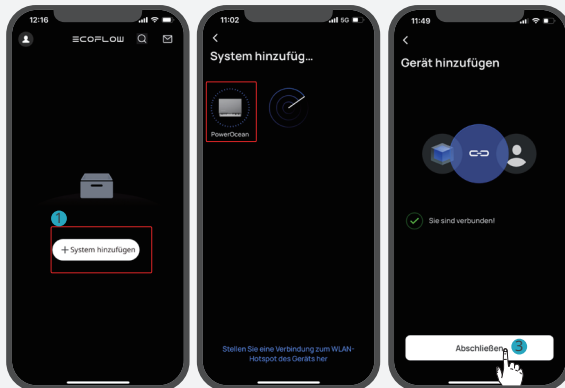 12:16
ECOFLOW
1
+ System hinzufügen
11:02
5G
System hinzufüg...
PowerOcean
Stellen Sie eine Verbindung zum WLAN-
Hotspot des Geräts her
11:49
Gerät hinzufügen
Sie sind verbunden!
Abschließen
3